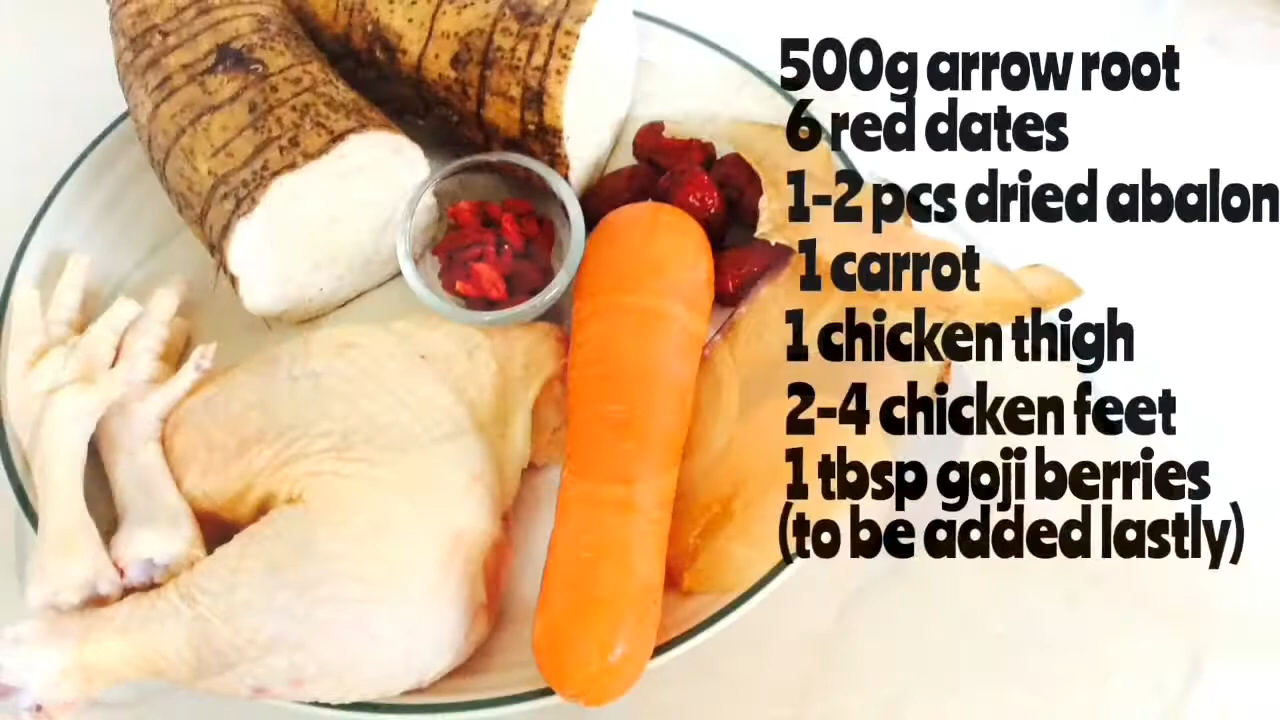 500g arrow root
6 red dates
1-2 pcs dried abalon
1 carrot
1 chicken thigh
2-4 chicken feet
1 tbsp goji berries
(to be added lastly)